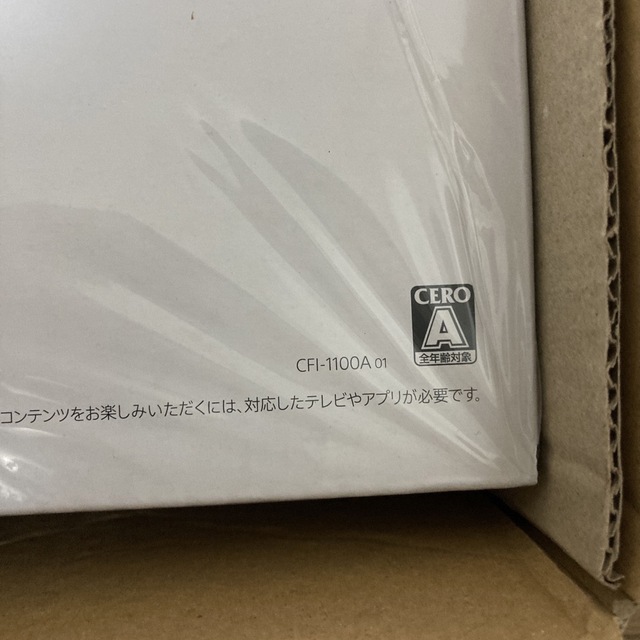 CERO
A
全年齢対象
CFI-1100A 01
コンテンツをお楽しみいただくには、対応したテレビやアプリが必要です。